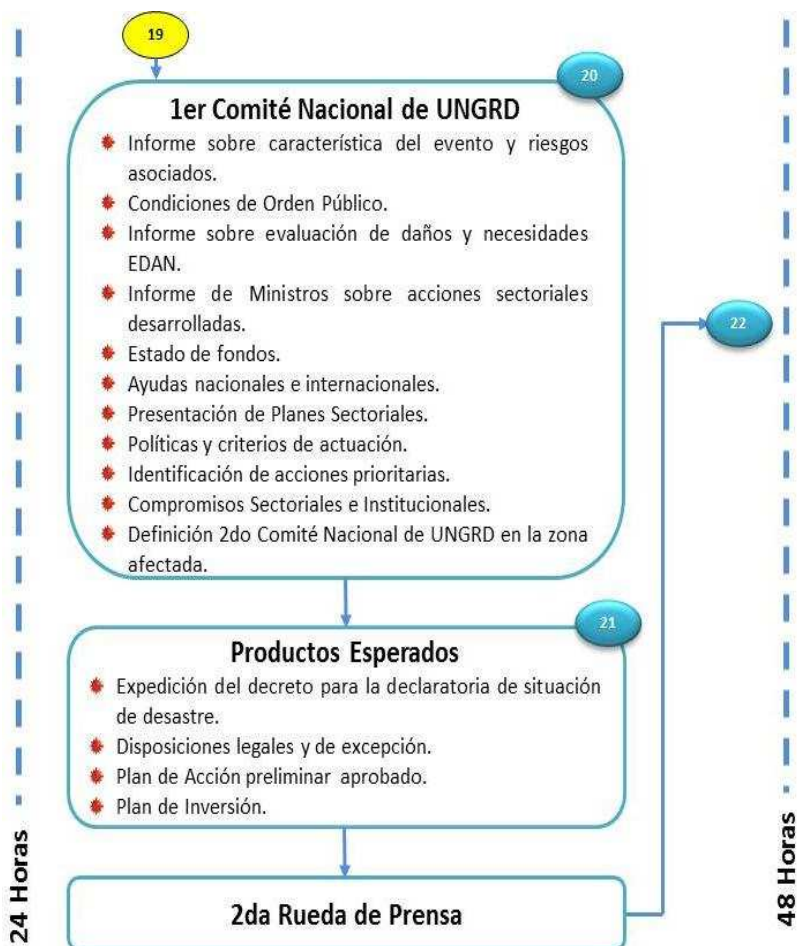 19
20
1er Comité Nacional de UNGRD
Informe sobre característica del evento y riesgos
asociados.
Condiciones de Orden Público.
Informe sobre evaluación de daños y necesidades
EDAN.
Informe de Ministros sobre acciones sectoriales
desarrolladas.
Estado de fondos.
Ayudas nacionales e internacionales.
Presentación de Planes Sectoriales.
Políticas y criterios de actuación.
Identificación de acciones prioritarias.
Compromisos Sectoriales e Institucionales.
Definición 2do Comité Nacional de UNGRD en la zona
afectada.
22
21
Productos Esperados
Expedición del decreto para la declaratoria de situación
de desastre.
Disposiciones legales y de excepción.
Plan de Acción preliminar aprobado.
Plan de Inversión.
2da Rueda de Prensa
24 Horas
48 Horas